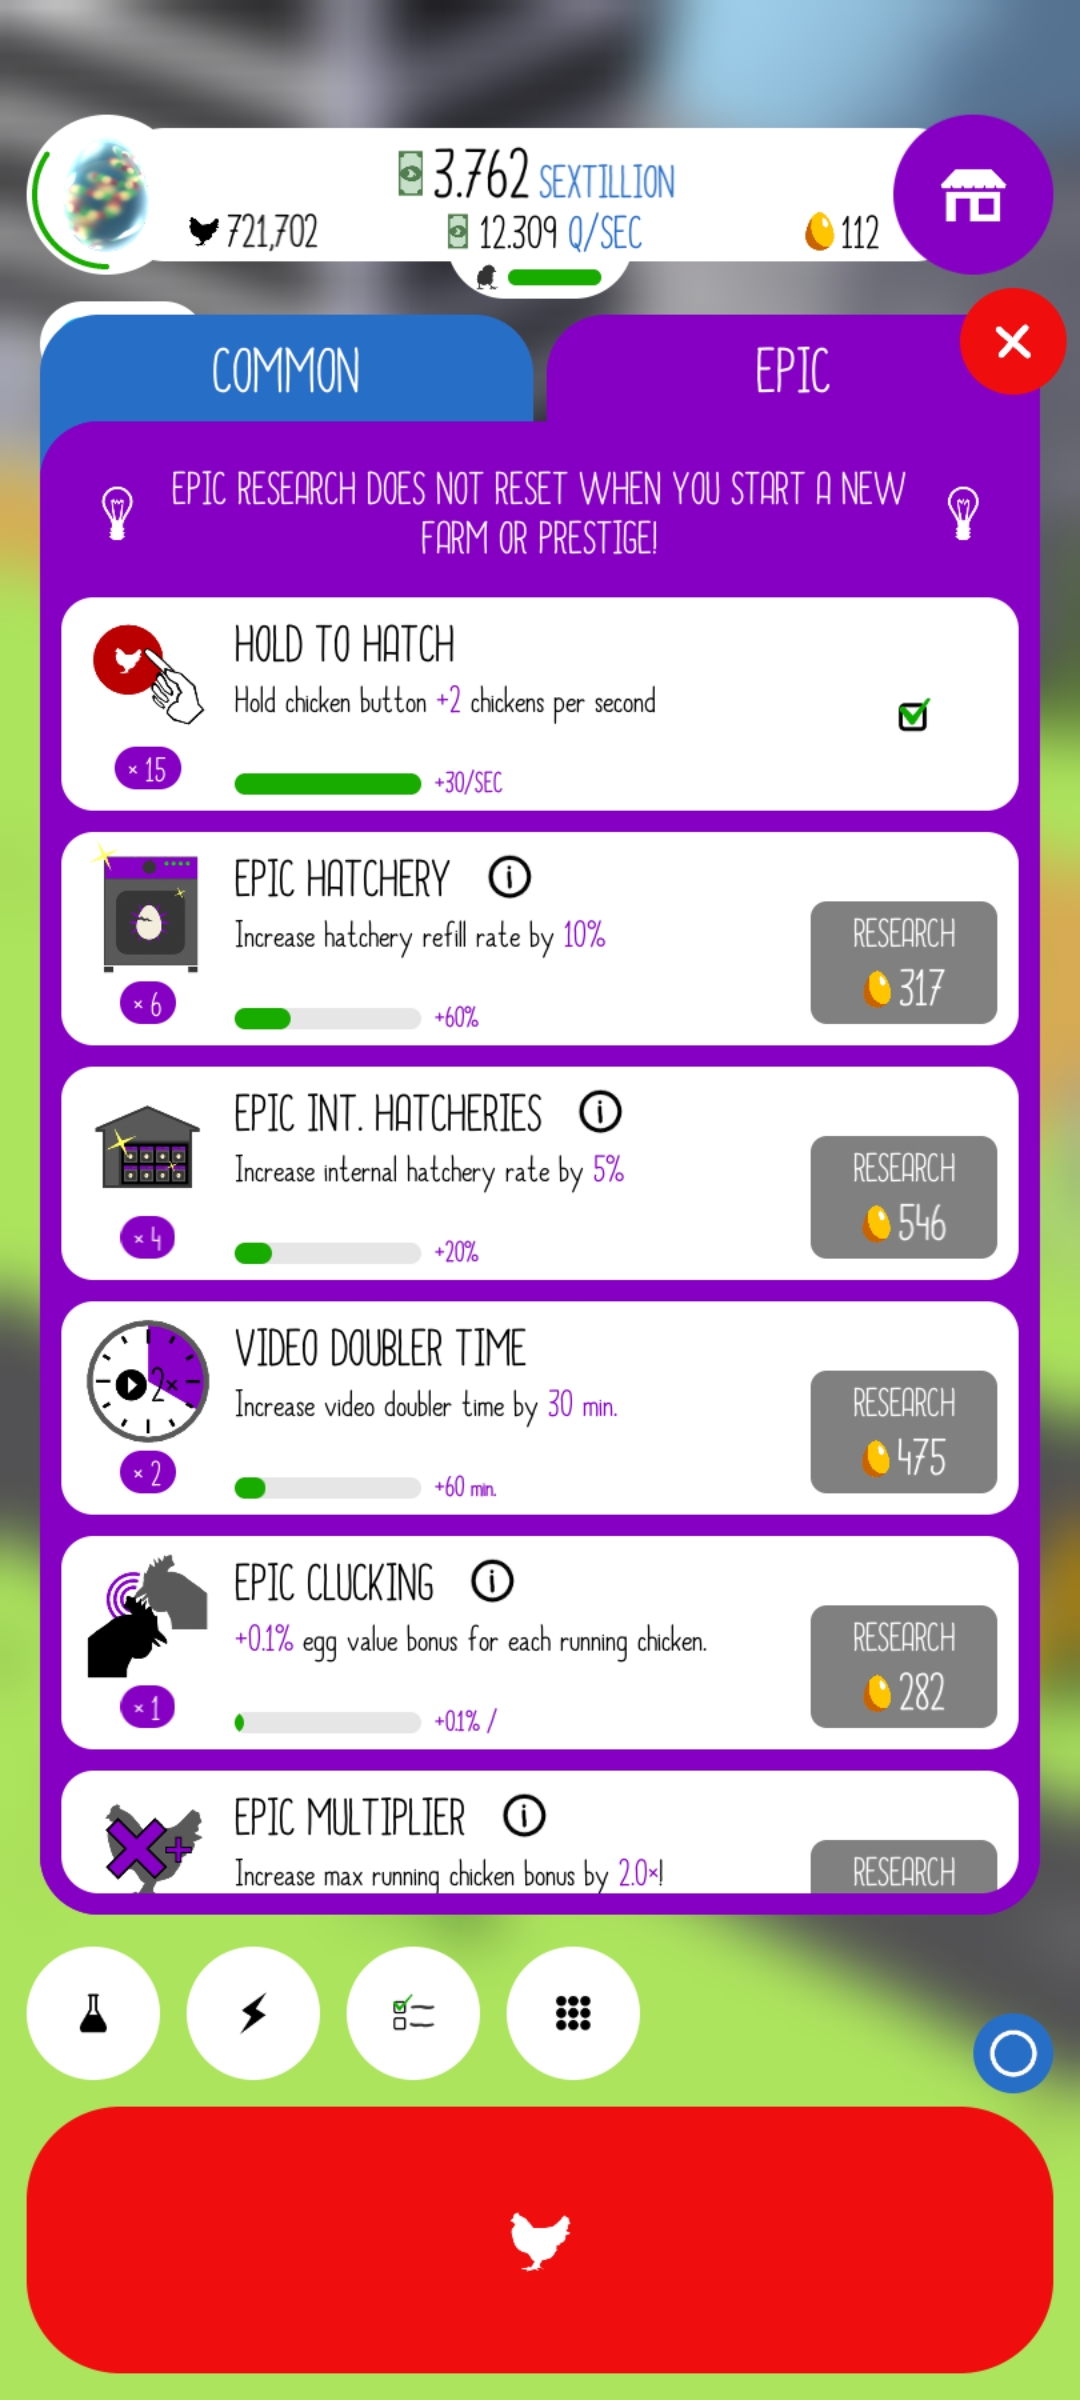 3.762 SEXTILLION
721,702
12.309 Q/SEC
112
COMMON
EPIC
EPIC RESEARCH DOES NOT RESET WHEN YOU START A NEW
FARM OR PRESTIGE!
HOLD TO HATCH
Hold chicken button +2 chickens per second
× 15
+30/SEC
EPIC HATCHERY
Increase hatchery refill rate by 10%
RESEARCH
317
× 6
+60%
EPIC INT. HATCHERIES
Increase internal hatchery rate by 5%
RESEARCH
546
× 4
+20%
2×
VIDEO DOUBLER TIME
Increase video doubler time by 30 min.
RESEARCH
475
× 2
+60 min.
EPIC CLUCKING
+0.1% egg value bonus for each running chicken.
RESEARCH
282
× 1
+0.1% /
EPIC MULTIPLIER
Increase max running chicken bonus by 2.0×!
RESEARCH